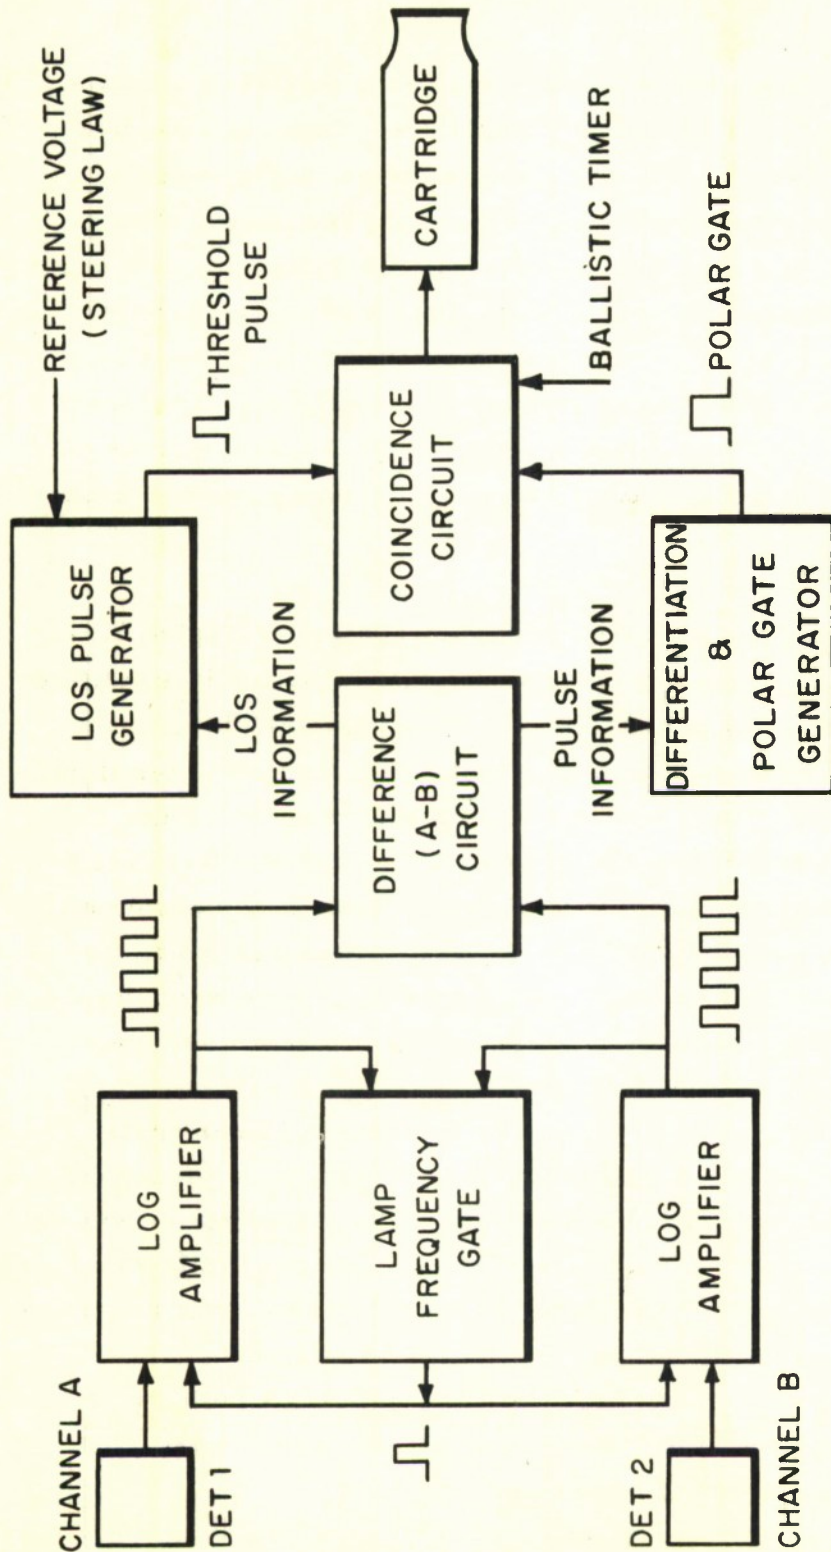 CHANNEL A
DET 1
LOG
AMPLIFIER
LAMP
FREQUENCY
GATE
DET 2
CHANNEL B
LOG
AMPLIFIER
DIFFERENCE
(A-B)
CIRCUIT
LOS
INFORMATION
PULSE
INFORMATION
LOS PULSE
GENERATOR
REFERENCE VOLTAGE
(STEERING LAW)
THRESHOLD
PULSE
COINCIDENCE
CIRCUIT
CARTRIDGE
BALLISTIC TIMER
DIFFERENTIATION
&
POLAR GATE
GENERATOR
POLAR GATE